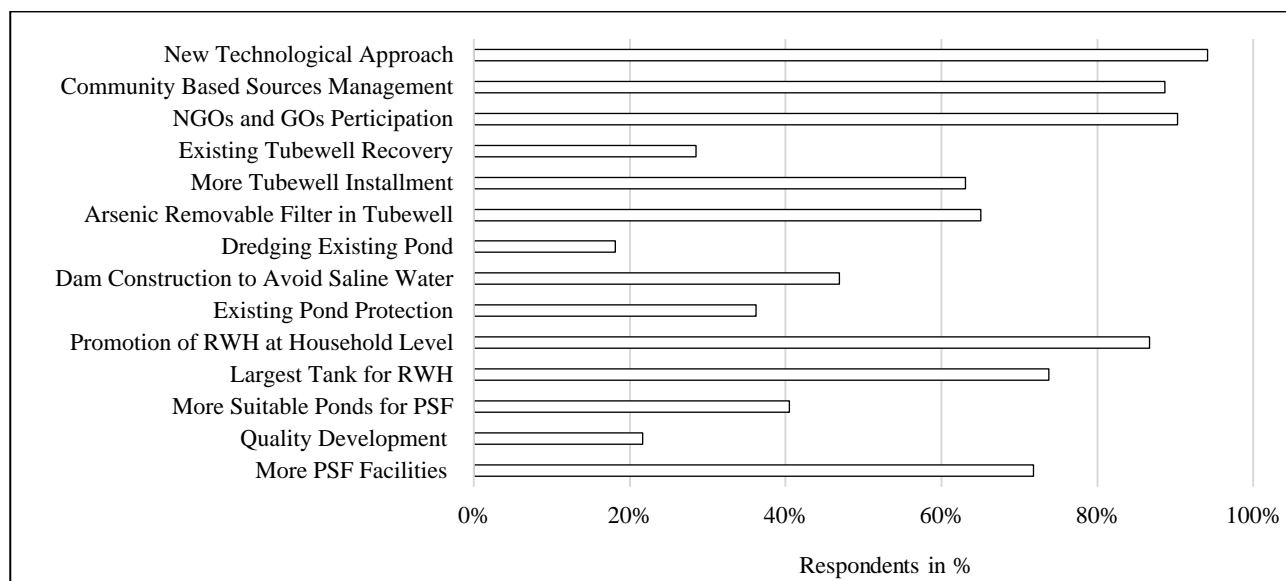 New Technological Approach
Community Based Sources Management
NGOs and GOs Perticipation
Existing Tubewell Recovery
More Tubewell Installment
Arsenic Removable Filter in Tubewell
Dredging Existing Pond
Dam Construction to Avoid Saline Water
Existing Pond Protection
Promotion of RWH at Household Level
Largest Tank for RWH
More Suitable Ponds for PSF
Quality Development
More PSF Facilities
0% 20% 40% 60% 80% 100%
Respondents in %